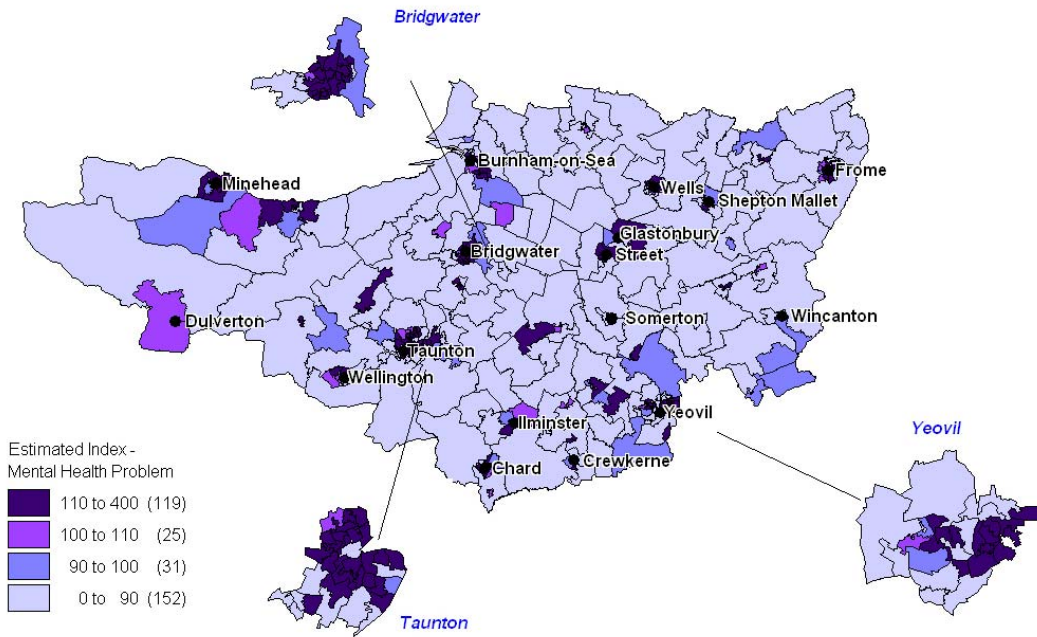 Bridgwater
Burnham-on-Sea
Minehead
Wells
Frome
Shepton Mallet
Glastonbury
Bridgwater
Street
Dulverton
Somerton
Wincanton
Taunton
Wellington
Yeovil
Ilminster
Yeovil
Chard
Crewkerne
Estimated Index -
Mental Health Problem
110 to 400 (119)
100 to 110 (25)
90 to 100 (31)
0 to 90 (152)
Taunton